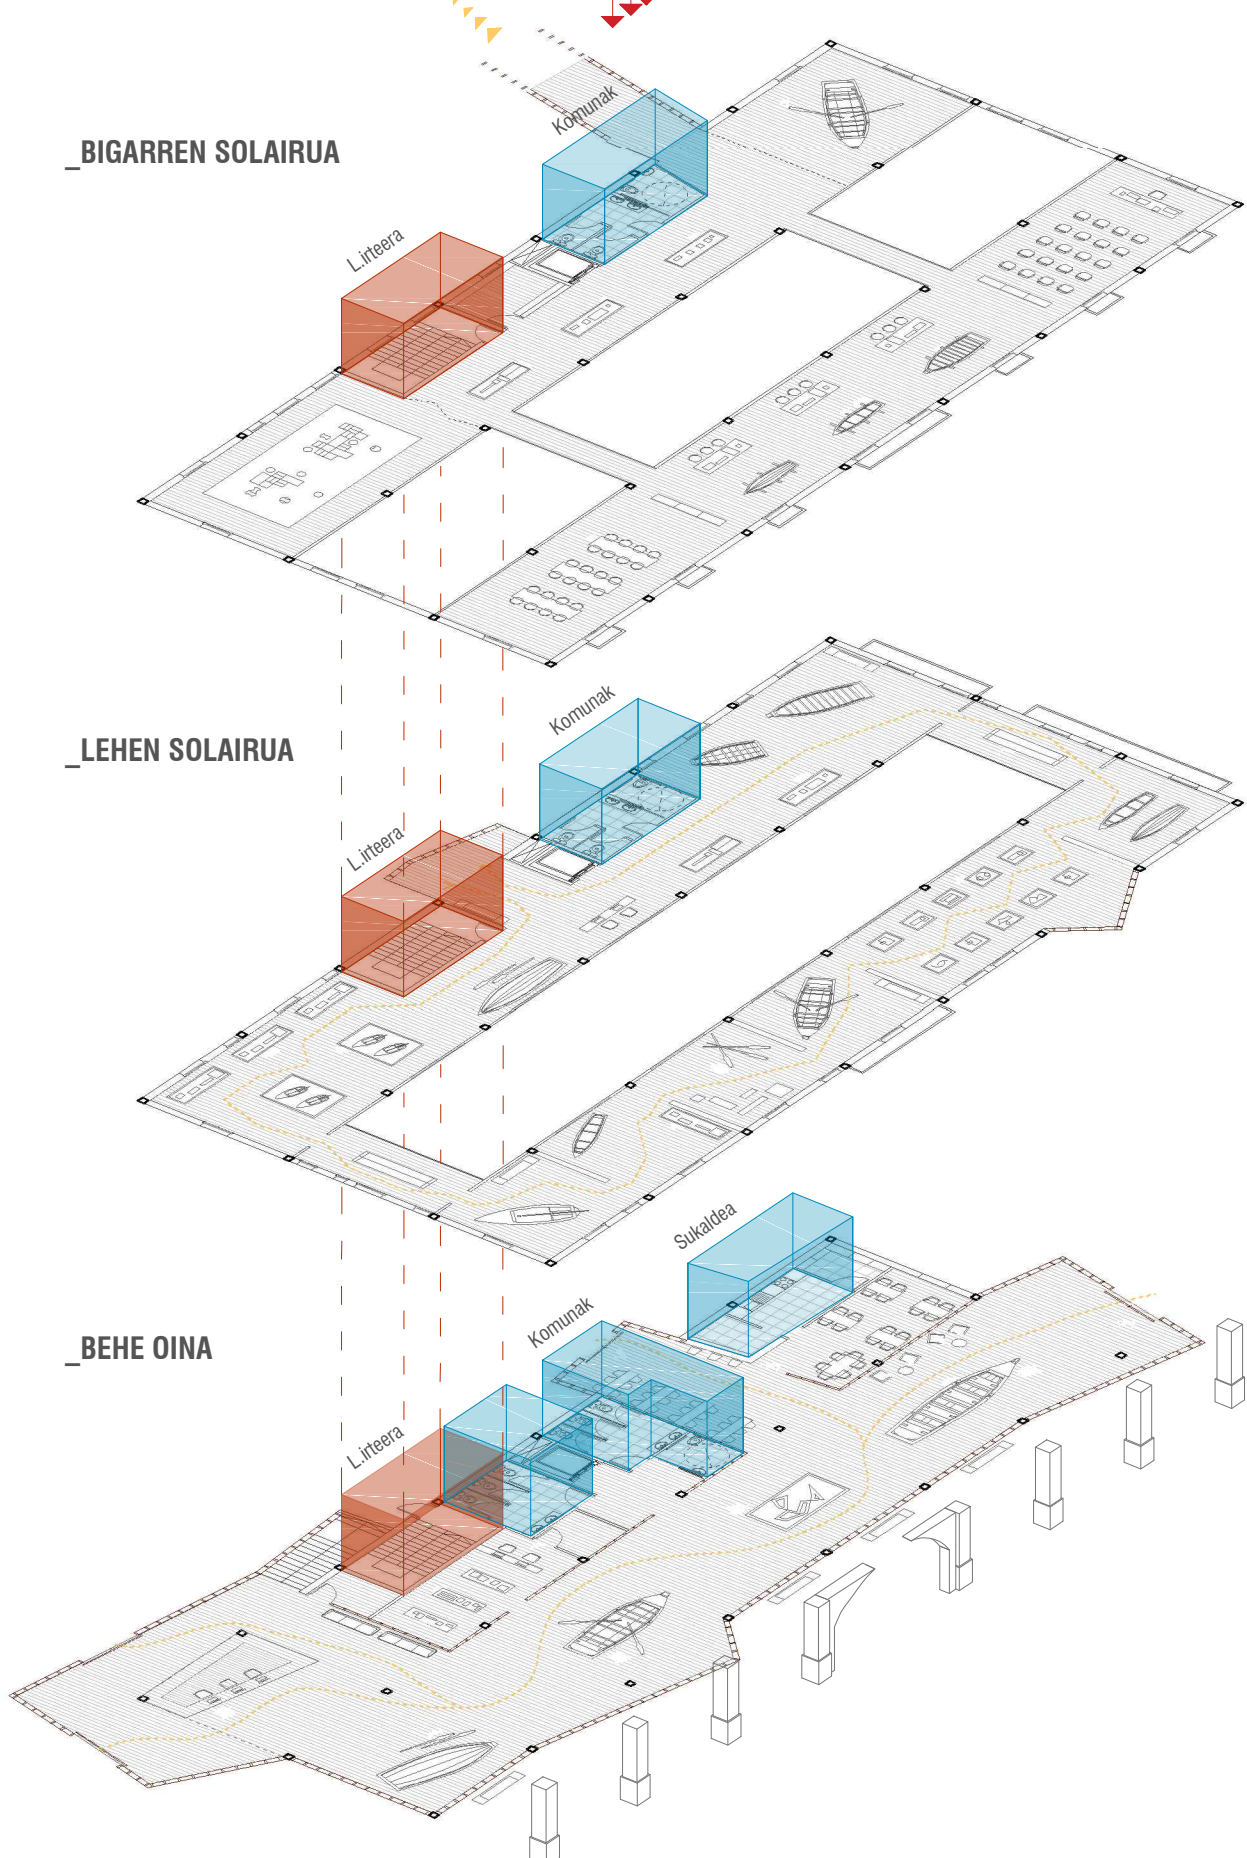 Komunak
_BIGARREN SOLAIRUA
L.irteera
Komunak
_LEHEN SOLAIRUA
L.irteera
Sukaldea
Komunak
_BEHE OINA
L.irteera